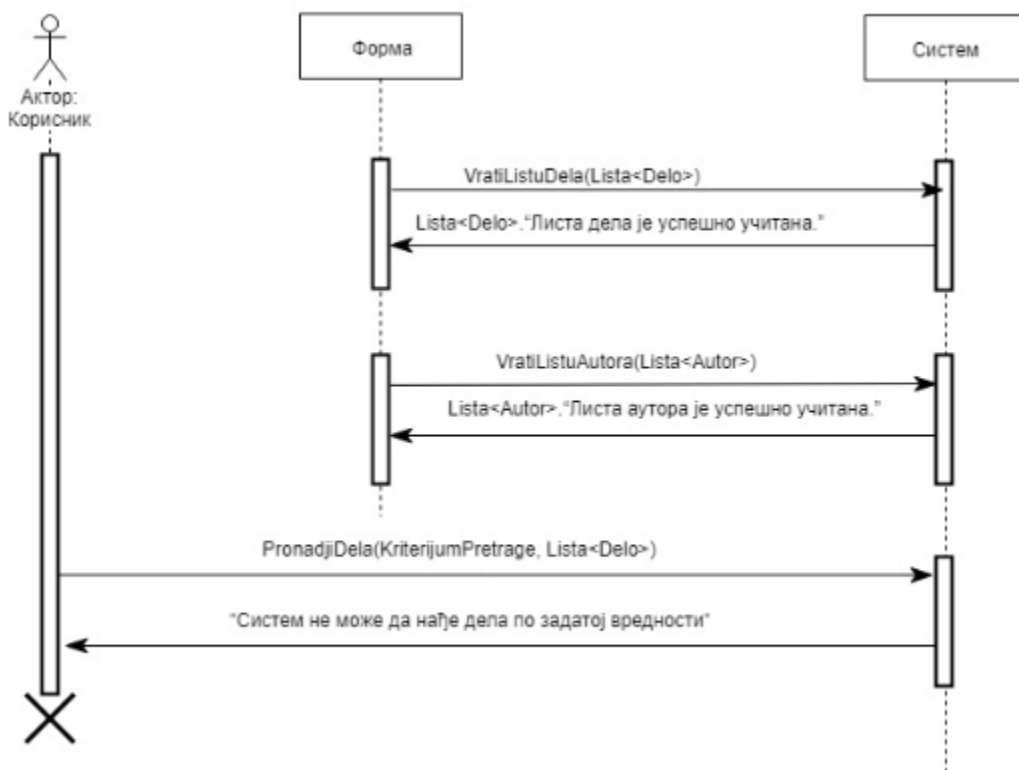 Форма
Систем
Актор:
Корисник
VratiListuDela(Lista<Delo>)
Lista<Delo>."Листа дела је успешно учитана."
VratiListuAutora(Lista<Autor>)
Lista<Autor>."Листа аутора је успешно учитана."
PronadjiDela(KriterijumPretrage, Lista<Delo>)
"Систем не може да нађе дела по задатој вредности"